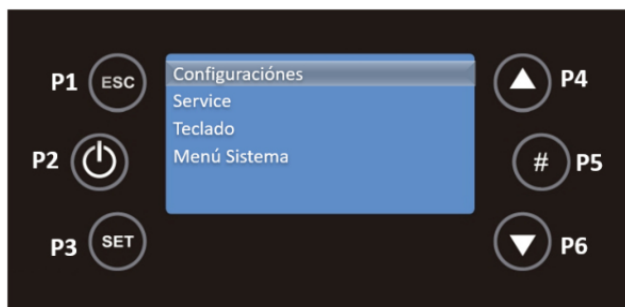 P1 ESC
Configuraciónes
P4
Service
Teclado
P2
Menú Sistema
# P5
P3 SET
P6